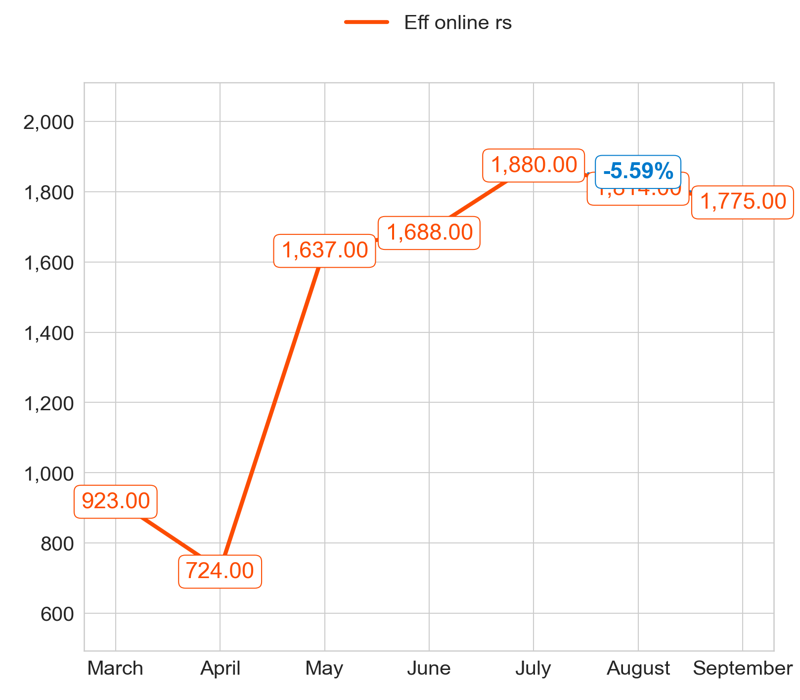 Eff online rs
2,000
1,800
1,600
1,400
1,200
1,000
800
600
923.00
724.00
1,637.00
1,688.00
1,880.00
-5.59%
1,775.00
March
April
May
June
July
August
September